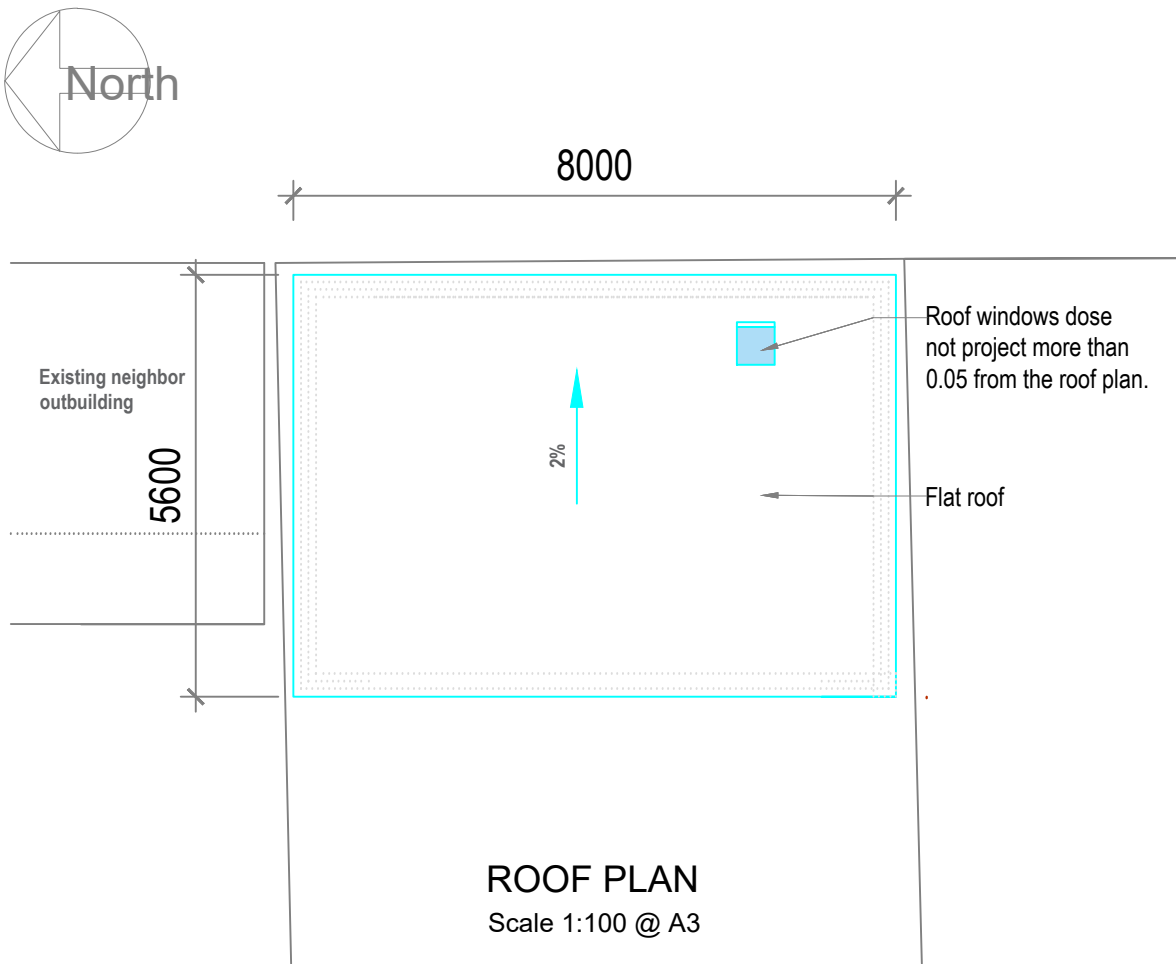 North
8000
Existing neighbor
outbuilding
5600
2%
Roof windows dose
not project more than
0.05 from the roof plan.
Flat roof
ROOF PLAN
Scale 1:100 @ A3